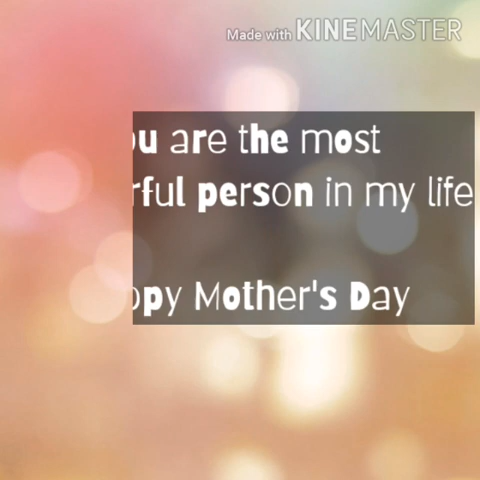 Made with KINEMASTER
are the most
person in my life
Mother's Day